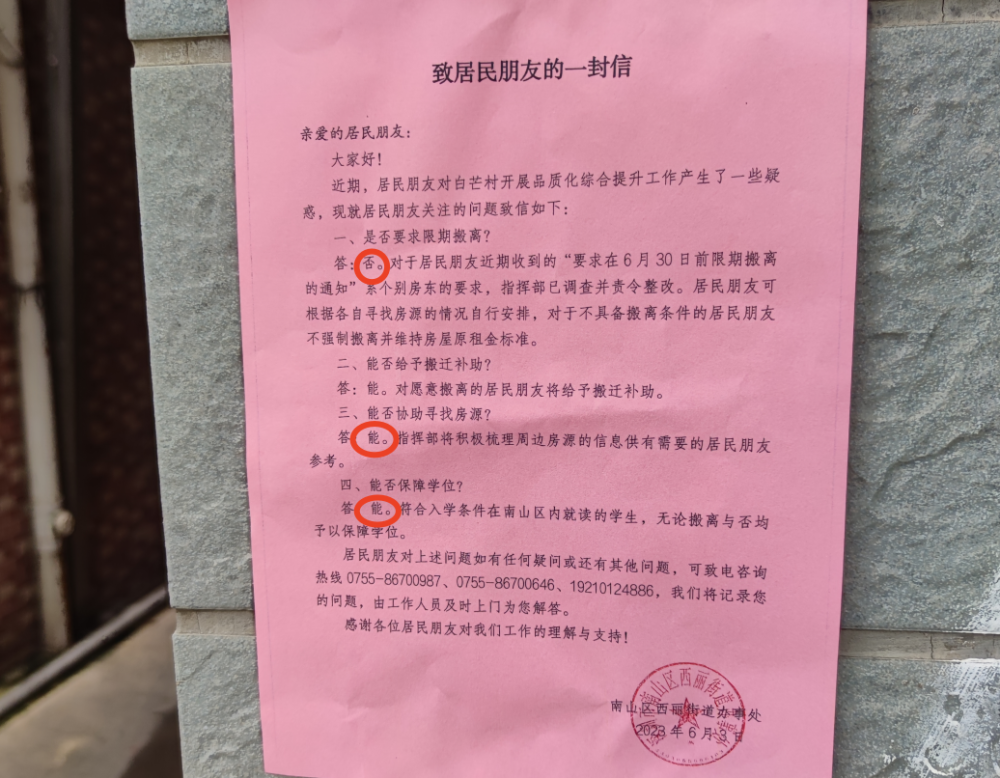 致居民朋友的一封信
亲爱的居民朋友：
大家好！
近期，居民朋友对白芒村开展品质化综合提升工作产生了一些疑
惑，现就居民朋友关注的问题致信如下：
一、是否要求限期搬离？
答：否。对于居民朋友近期收到的“要求在6月30日前限期搬离
的通知”系个别房东的要求，指挥部已调查并责令整改。居民朋友可
根据各自寻找房源的情况自行安排，对于不具备搬离条件的居民朋友
不强制搬离并维持房屋原租金标准。
二、能否给予搬迁补助？
答：能。对愿意搬离的居民朋友将给予搬迁补助。
三、能否协助寻找房源？
答 能。指挥部将积极梳理周边房源的信息供有需要的居民朋友
参考。
四、能否保障学位？
答 能。符合入学条件在南山区内就读的学生，无论搬离与否均
予以保障学位。
居民朋友对上述问题如有任何疑问或还有其他问题，可致电咨询
热线0755-86700987、0755-86700646、19210124886，我们将记录您
的问题，由工作人员及时上门为您解答。
感谢各位居民朋友对我们工作的理解与支持！
南山区西丽街道办事处
2023年6月3日